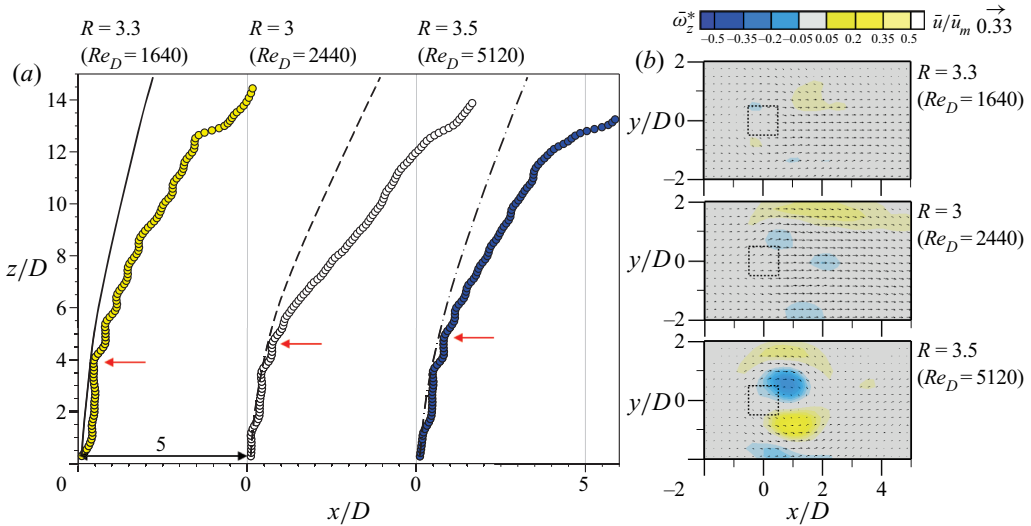 R = 3.3 R = 3 R = 3.5
(Re_D = 1640) (Re_D = 2440) (Re_D = 5120)
(a)
14
12
10
8
z/D
6
4
2
5
0 0 0 5
x/D
ω̄*z −0.5 −0.35 −0.2 −0.05 0.05 0.2 0.35 0.5 ū/ū_m → 0.33
(b)
2
y/D 0
−2
R = 3.3
(Re_D = 1640)
2
y/D 0
−2
R = 3
(Re_D = 2440)
2
y/D 0
−2
R = 3.5
(Re_D = 5120)
0 2 4
x/D